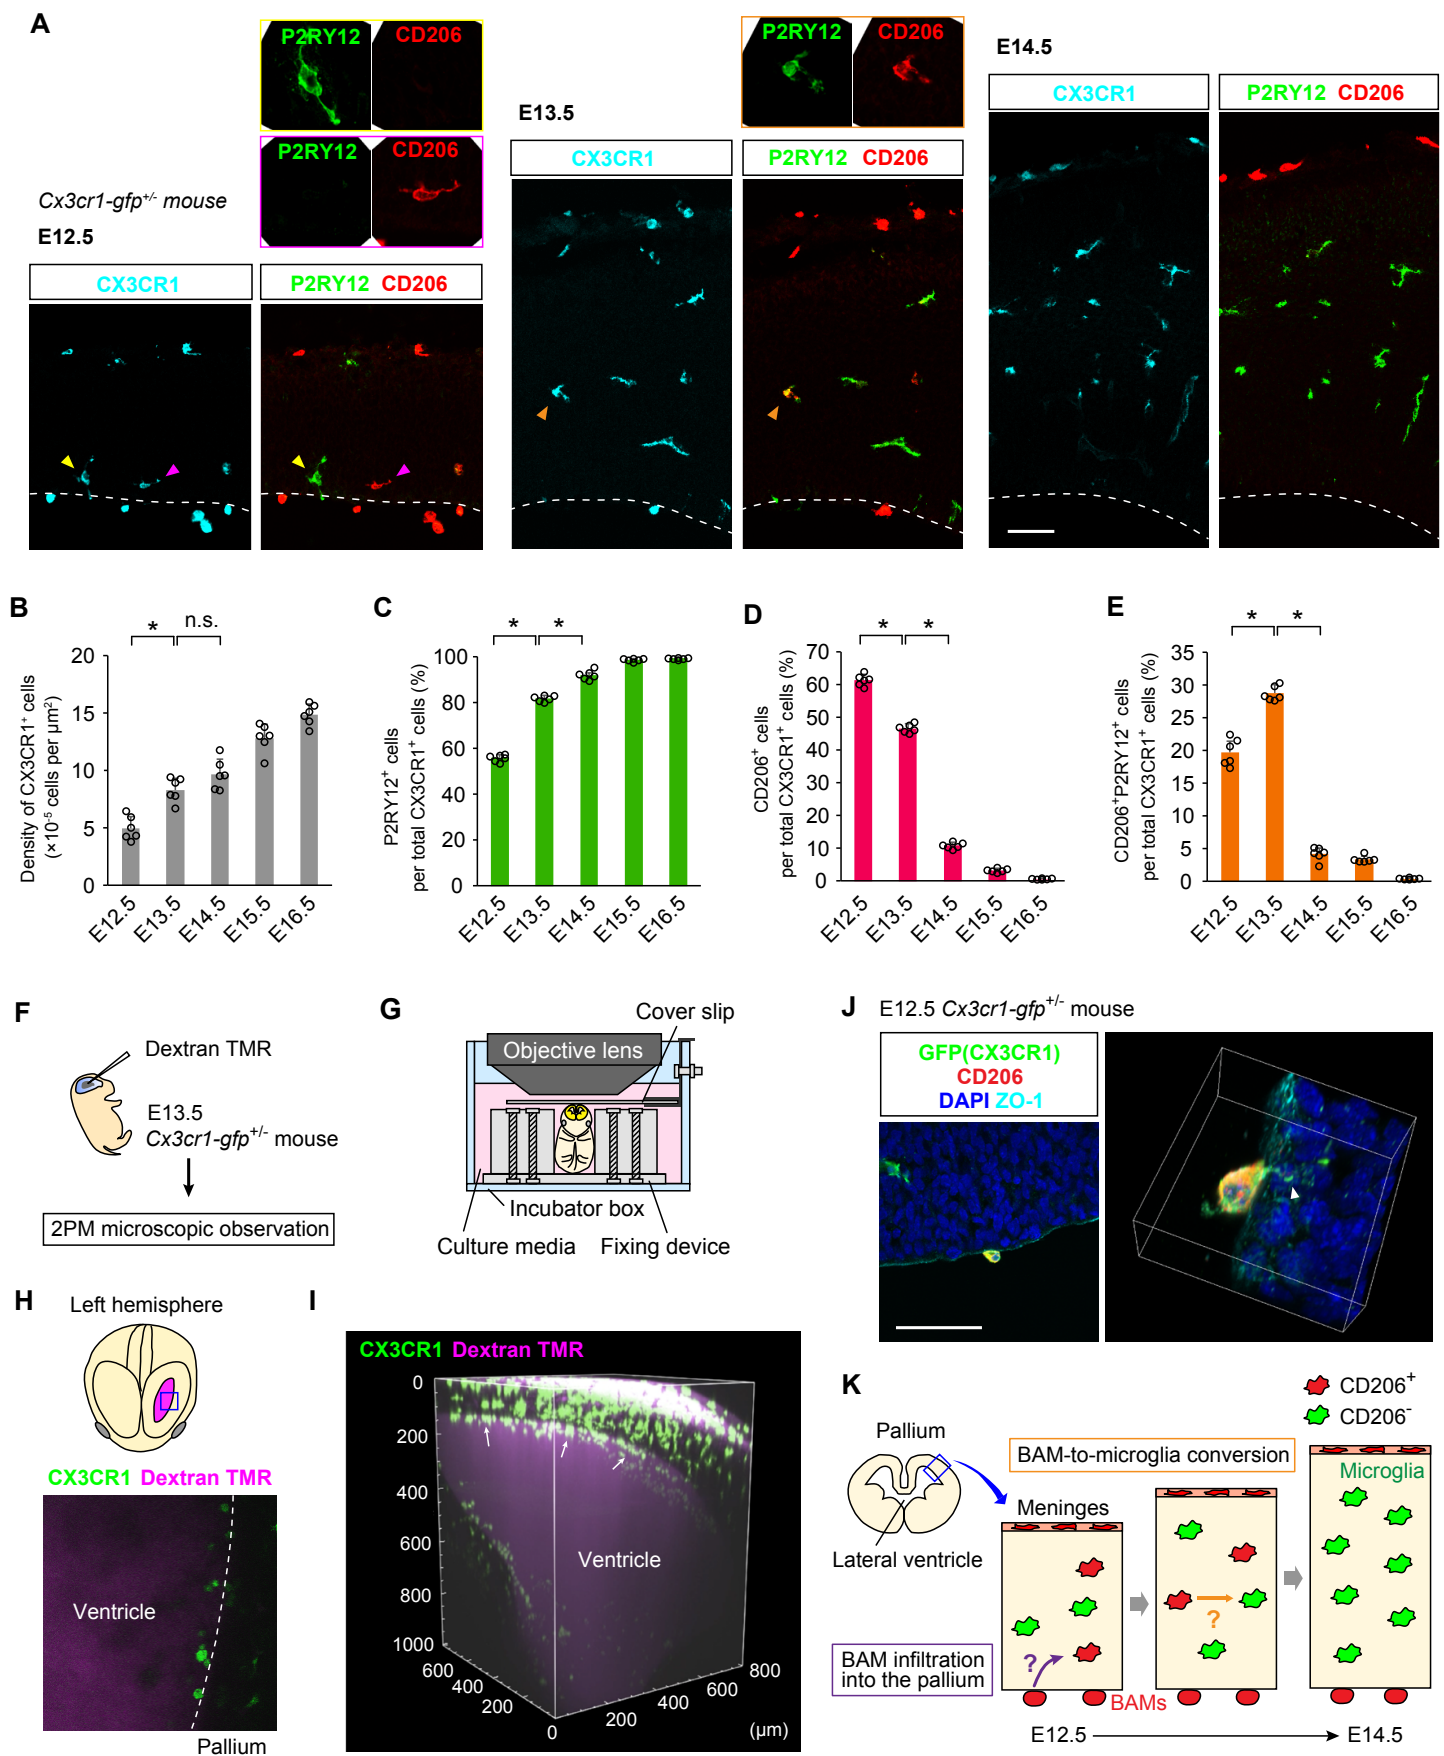 A
P2RY12 CD206
P2RY12 CD206
Cx3cr1-gfp+/- mouse
E12.5
CX3CR1
P2RY12 CD206
E13.5
P2RY12 CD206
CX3CR1
P2RY12 CD206
E14.5
CX3CR1
P2RY12 CD206
B
* n.s.
Density of CX3CR1+ cells
(×10-5 cells per μm2)
20
15
10
5
0
E12.5 E13.5 E14.5 E15.5 E16.5
C
* *
P2RY12+ cells
per total CX3CR1+ cells (%)
100
80
60
40
20
0
E12.5 E13.5 E14.5 E15.5 E16.5
D
* *
CD206+ cells
per total CX3CR1+ cells (%)
70
60
50
40
30
20
10
0
E12.5 E13.5 E14.5 E15.5 E16.5
E
* *
CD206+P2RY12+ cells
per total CX3CR1+ cells (%)
35
30
25
20
15
10
5
0
E12.5 E13.5 E14.5 E15.5 E16.5
F
Dextran TMR
E13.5
Cx3cr1-gfp+/- mouse
2PM microscopic observation
G
Cover slip
Objective lens
Incubator box
Culture media Fixing device
H
Left hemisphere
CX3CR1 Dextran TMR
Ventricle
Pallium
I
CX3CR1 Dextran TMR
0
200
400
600
800
1000
600
400
200
0
200
400
600
800
(μm)
Ventricle
J
E12.5 Cx3cr1-gfp+/- mouse
GFP(CX3CR1)
CD206
DAPI ZO-1
K
CD206+
CD206-
Pallium
BAM-to-microglia conversion
Microglia
Meninges
Lateral ventricle
?
BAM infiltration
into the pallium
?
BAMs
E12.5 E14.5